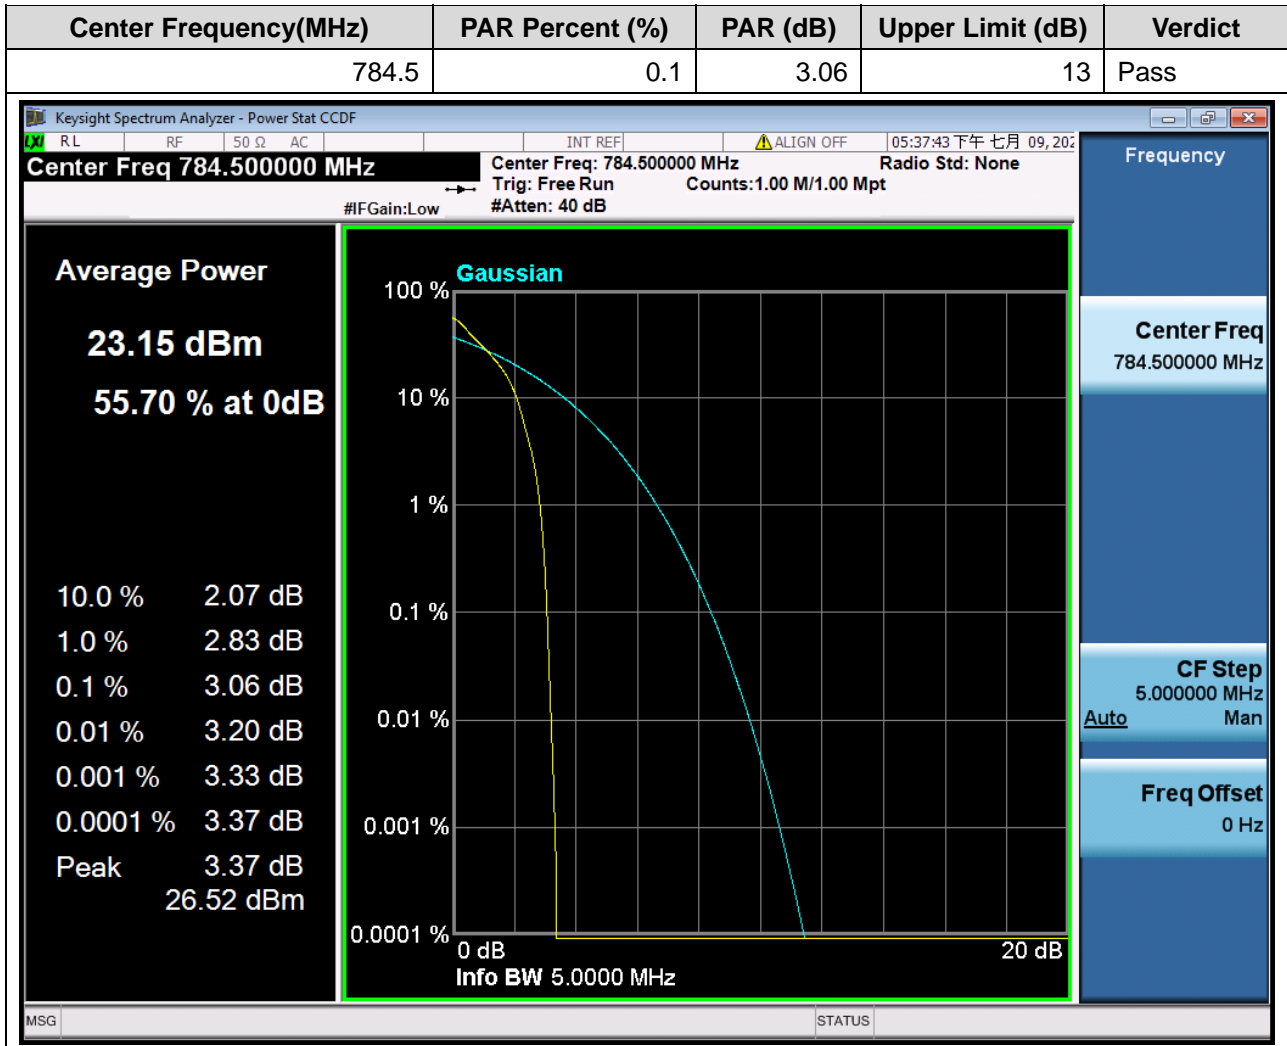 Center Frequency(MHz) PAR Percent (%) PAR (dB) Upper Limit (dB) Verdict
784.5 0.1 3.06 13 Pass
Keysight Spectrum Analyzer - Power Stat CCDF
LXI RL RF 50 Ω AC INT REF ALIGN OFF 05:37:43 下午 七月 09, 202
Center Freq 784.500000 MHz
Center Freq: 784.500000 MHz Radio Std: None
Trig: Free Run Counts:1.00 M/1.00 Mpt
#IFGain:Low #Atten: 40 dB
Frequency
Average Power
23.15 dBm
55.70 % at 0dB
10.0 % 2.07 dB
1.0 % 2.83 dB
0.1 % 3.06 dB
0.01 % 3.20 dB
0.001 % 3.33 dB
0.0001 % 3.37 dB
Peak 3.37 dB
26.52 dBm
Gaussian
100 %
10 %
1 %
0.1 %
0.01 %
0.001 %
0.0001 %
0 dB 20 dB
Info BW 5.0000 MHz
Center Freq
784.500000 MHz
CF Step
5.000000 MHz
Auto Man
Freq Offset
0 Hz
MSG STATUS